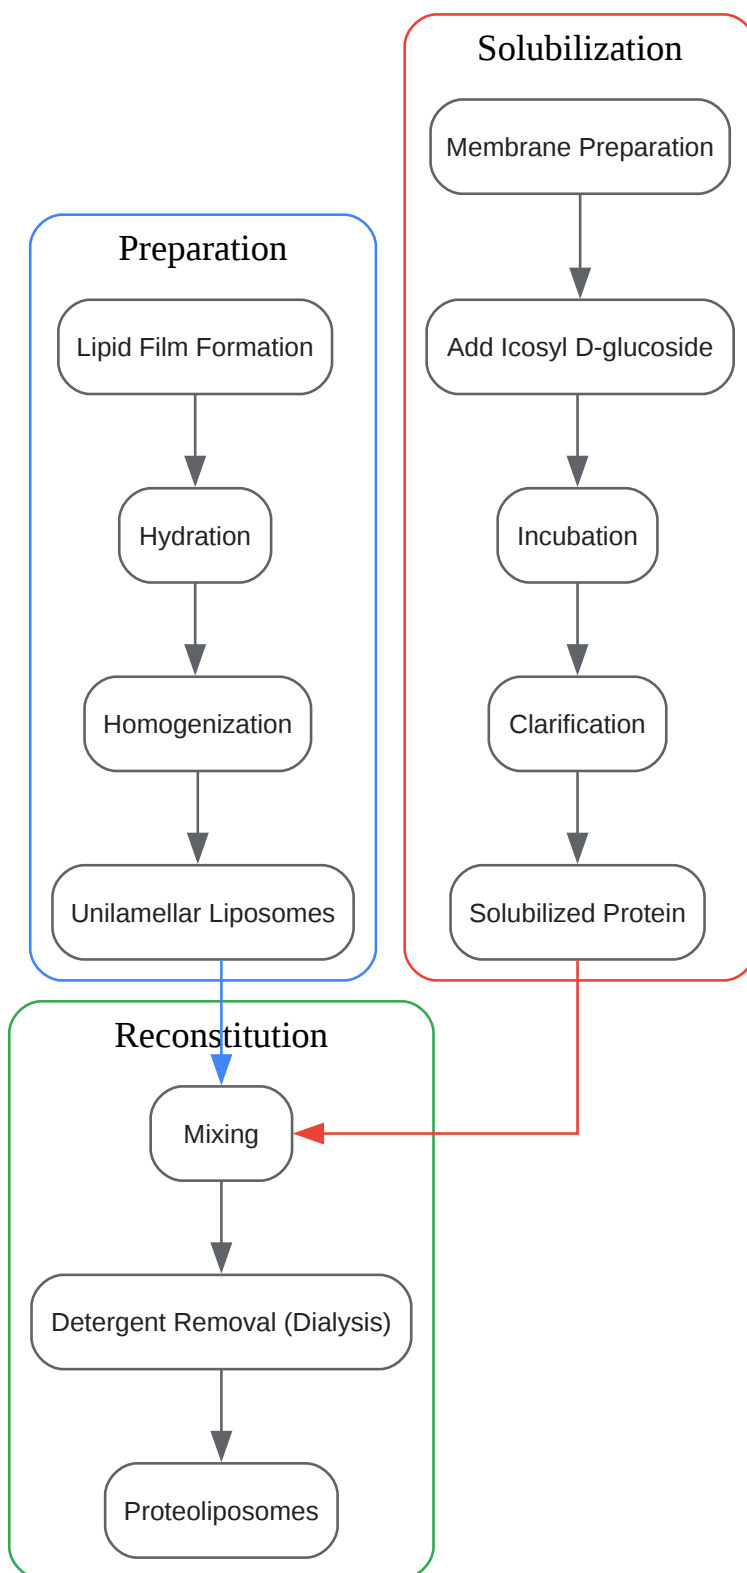 Solubilization
Membrane Preparation
Add Icosyl D-glucoside
Incubation
Clarification
Solubilized Protein
Preparation
Lipid Film Formation
Hydration
Homogenization
Unilamellar Liposomes
Reconstitution
Mixing
Detergent Removal (Dialysis)
Proteoliposomes